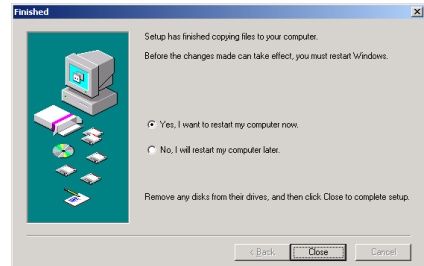 Finished
Setup has finished copying files to your computer.
Before the changes made can take effect, you must restart Windows.
Yes, I want to restart my computer now.
No, I will restart my computer later.
Remove any disks from their drives, and then click Close to complete setup.
< Back Close Cancel